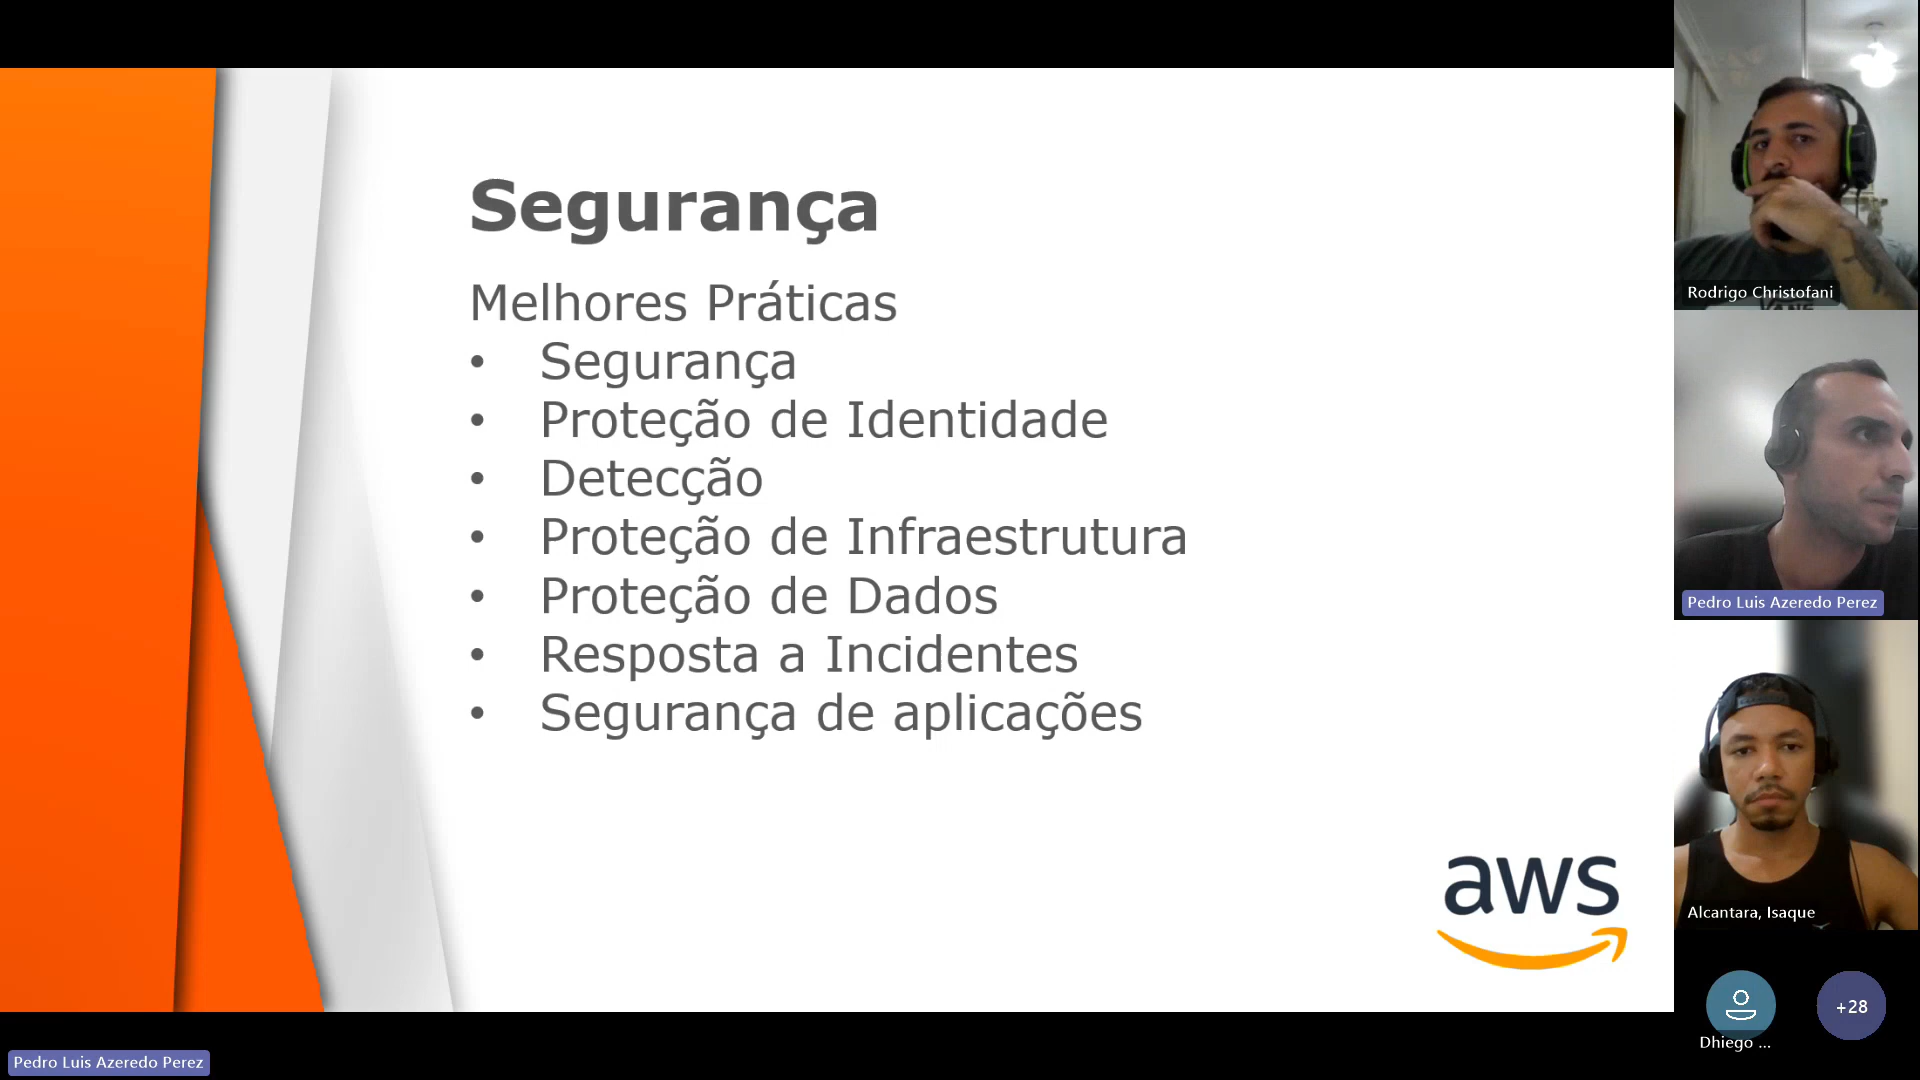 Segurança
Melhores Práticas
• Segurança
• Proteção de Identidade
• Detecção
• Proteção de Infraestrutura
• Proteção de Dados
• Resposta a Incidentes
• Segurança de aplicações
aws
Rodrigo Christofani
Pedro Luis Azeredo Perez
Alcantara, Isaque
Dhiego ...
+28
Pedro Luis Azeredo Perez